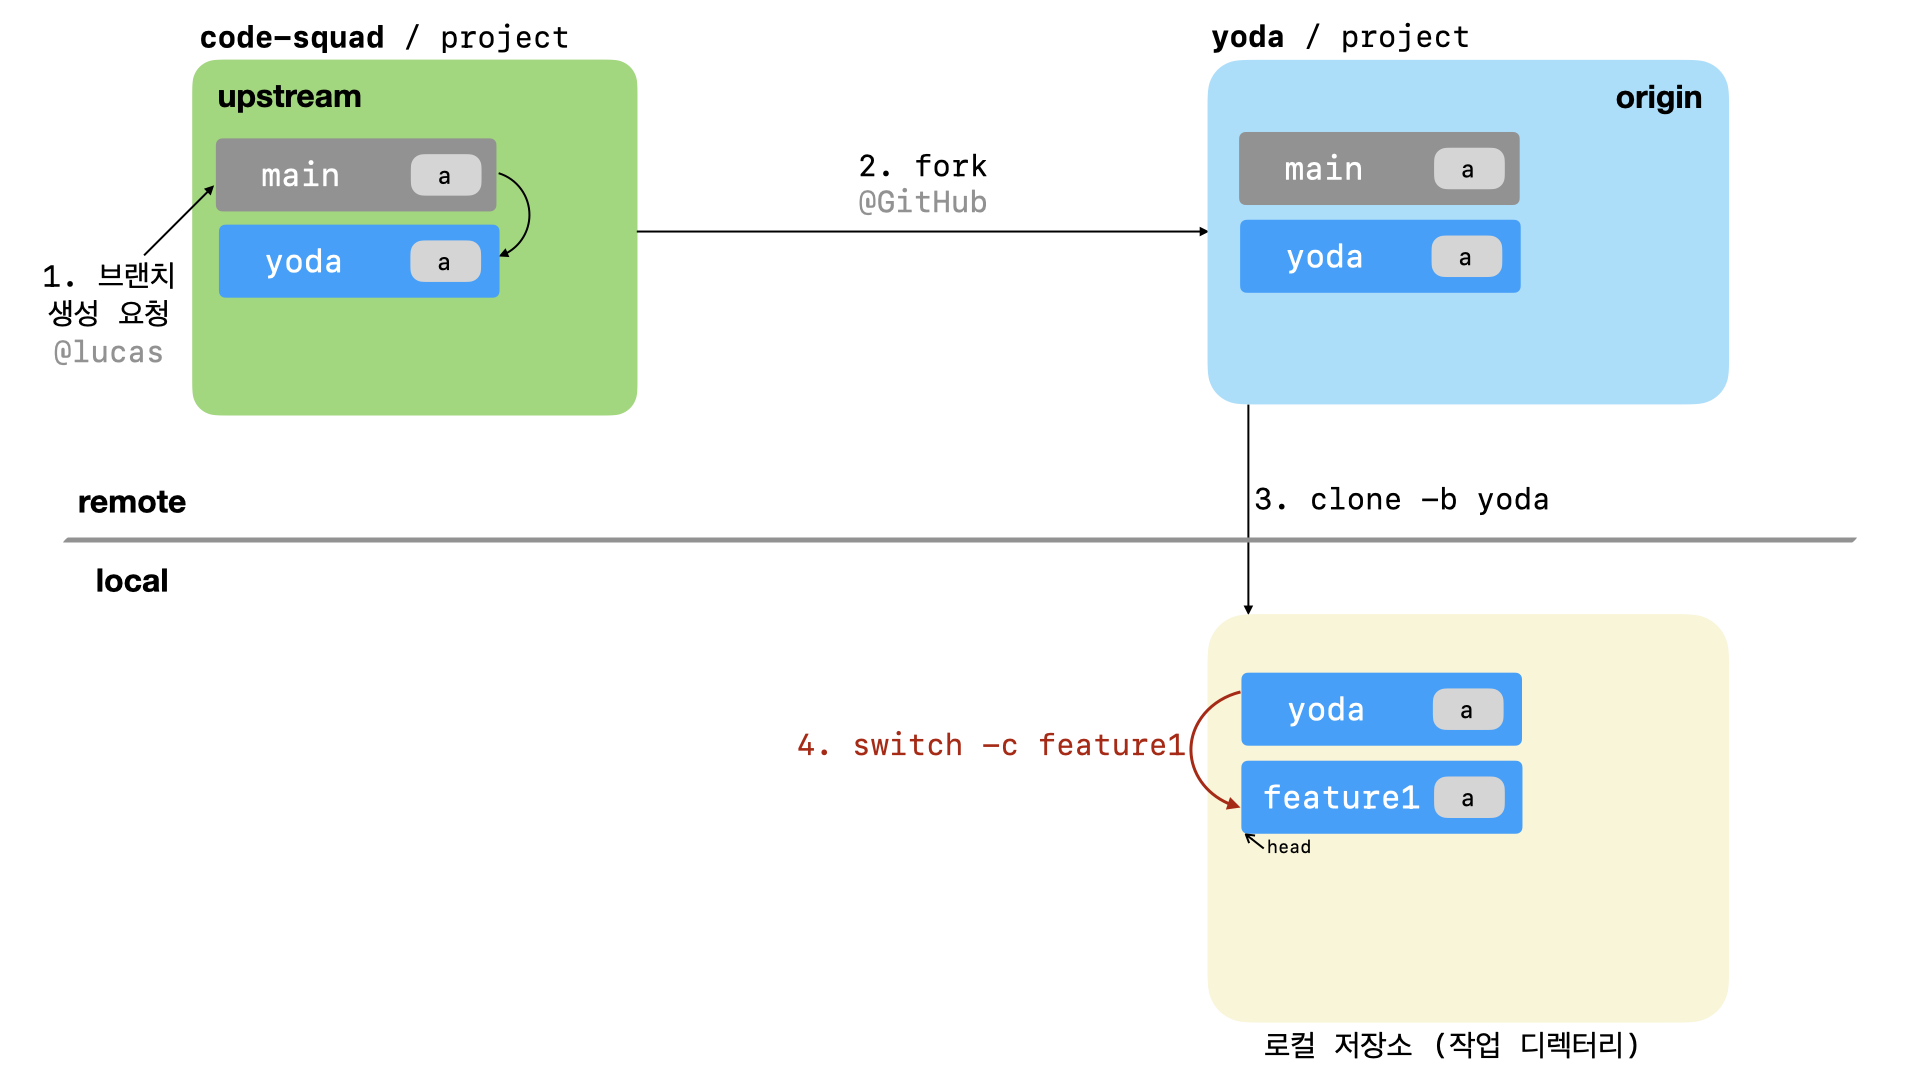 code-squad / project
upstream
main a
yoda a
1. 브랜치
생성 요청
@lucas
2. fork
@GitHub
yoda / project
origin
main a
yoda a
3. clone -b yoda
remote
local
yoda a
4. switch -c feature1
feature1 a
head
로컬 저장소 (작업 디렉터리)